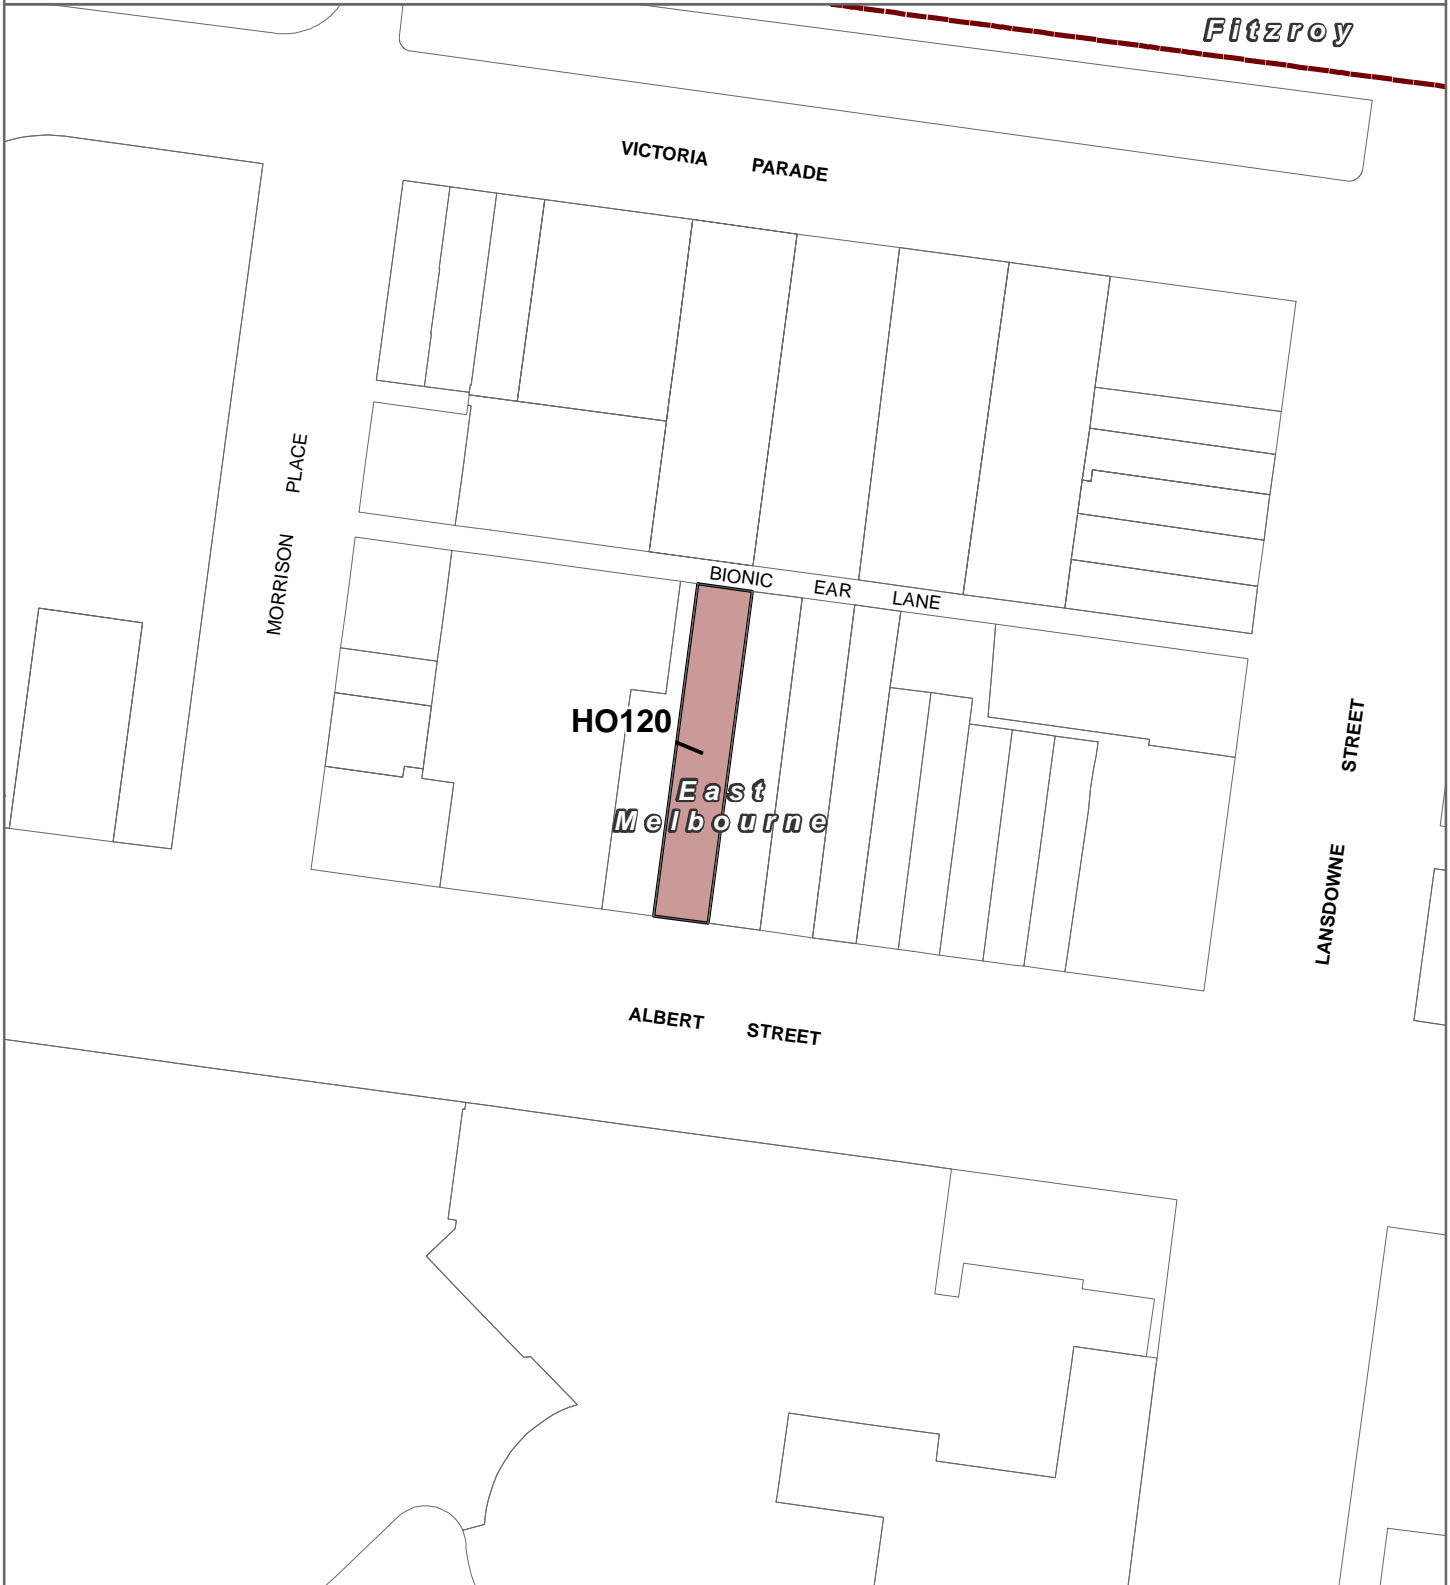 Fitzroy
VICTORIA PARADE
MORRISON PLACE
BIONIC EAR LANE
HO120
East
Melbourne
LANSDOWNE STREET
ALBERT STREET